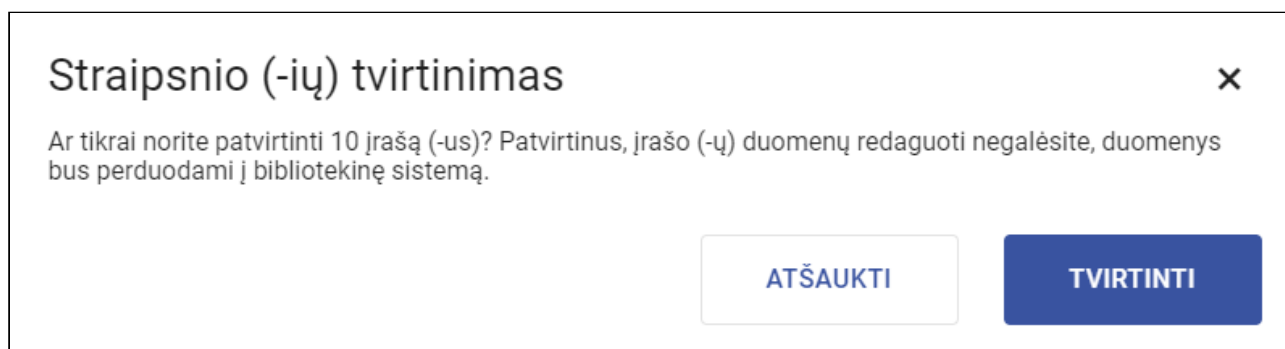 Straipsnio (-ių) tvirtinimas
Ar tikrai norite patvirtinti 10 įrašą (-us)? Patvirtinus, įrašo (-ų) duomenų redaguoti negalėsite, duomenys
bus perduodami į bibliotekinę sistemą.
ATŠAUKTI
TVIRTINTI